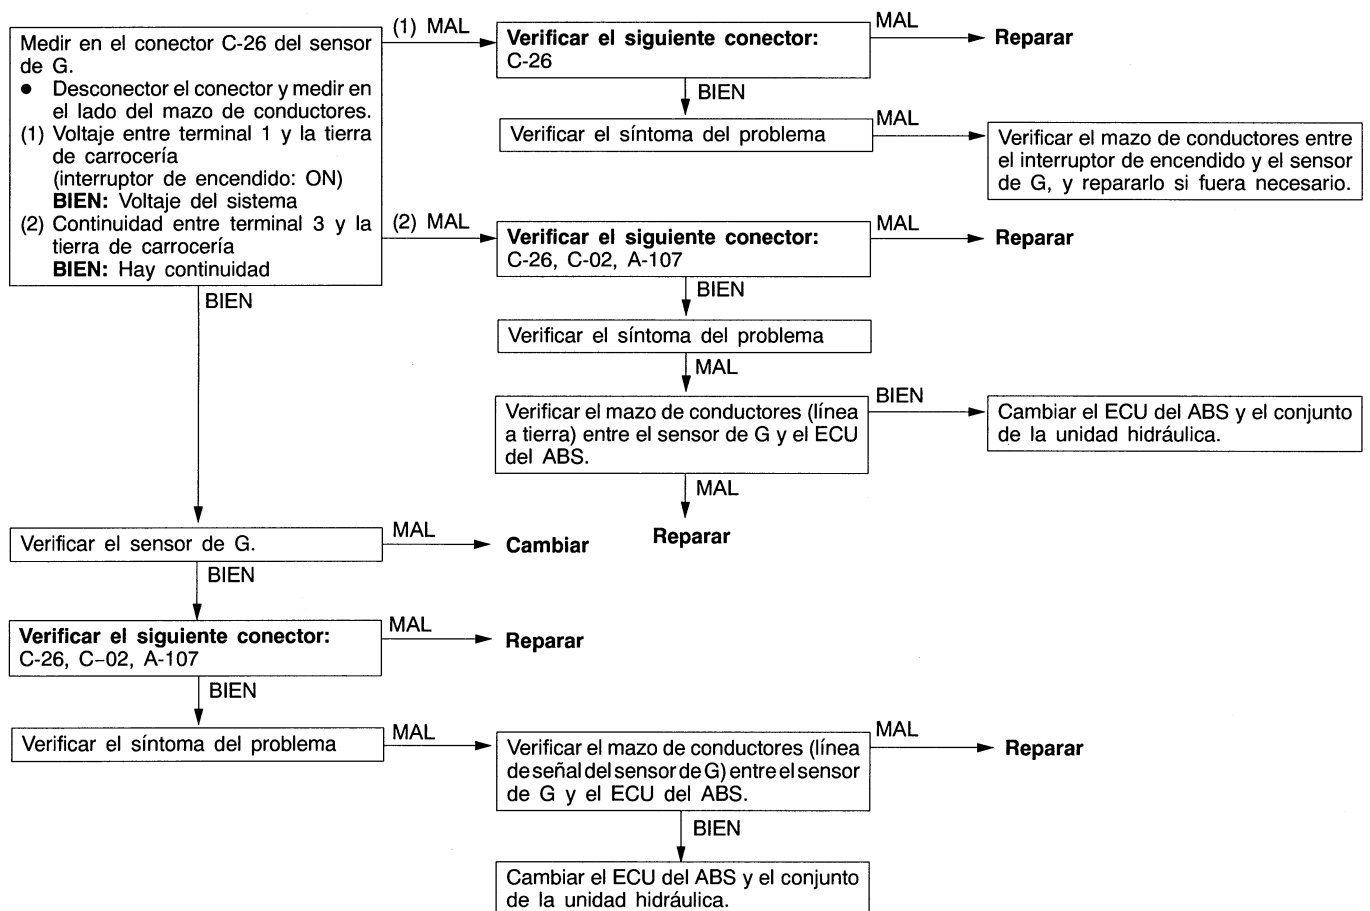 Medir en el conector C-26 del sensor
de G.
● Desconector el conector y medir en
el lado del mazo de conductores.
(1) Voltaje entre terminal 1 y la tierra
de carrocería
(interruptor de encendido: ON)
BIEN: Voltaje del sistema
(2) Continuidad entre terminal 3 y la
tierra de carrocería
BIEN: Hay continuidad
(1) MAL
Verificar el siguiente conector:
C-26
MAL
Reparar
BIEN
Verificar el síntoma del problema
MAL
Verificar el mazo de conductores entre
el interruptor de encendido y el sensor
de G, y repararlo si fuera necesario.
(2) MAL
Verificar el siguiente conector:
C-26, C-02, A-107
MAL
Reparar
BIEN
Verificar el síntoma del problema
MAL
Verificar el mazo de conductores (línea
a tierra) entre el sensor de G y el ECU
del ABS.
BIEN
Cambiar el ECU del ABS y el conjunto
de la unidad hidráulica.
MAL
Reparar
BIEN
Verificar el sensor de G.
MAL
Cambiar
BIEN
Verificar el siguiente conector:
C-26, C–02, A-107
MAL
Reparar
BIEN
Verificar el síntoma del problema
MAL
Verificar el mazo de conductores (línea
de señal del sensor de G) entre el sensor
de G y el ECU del ABS.
MAL
Reparar
BIEN
Cambiar el ECU del ABS y el conjunto
de la unidad hidráulica.